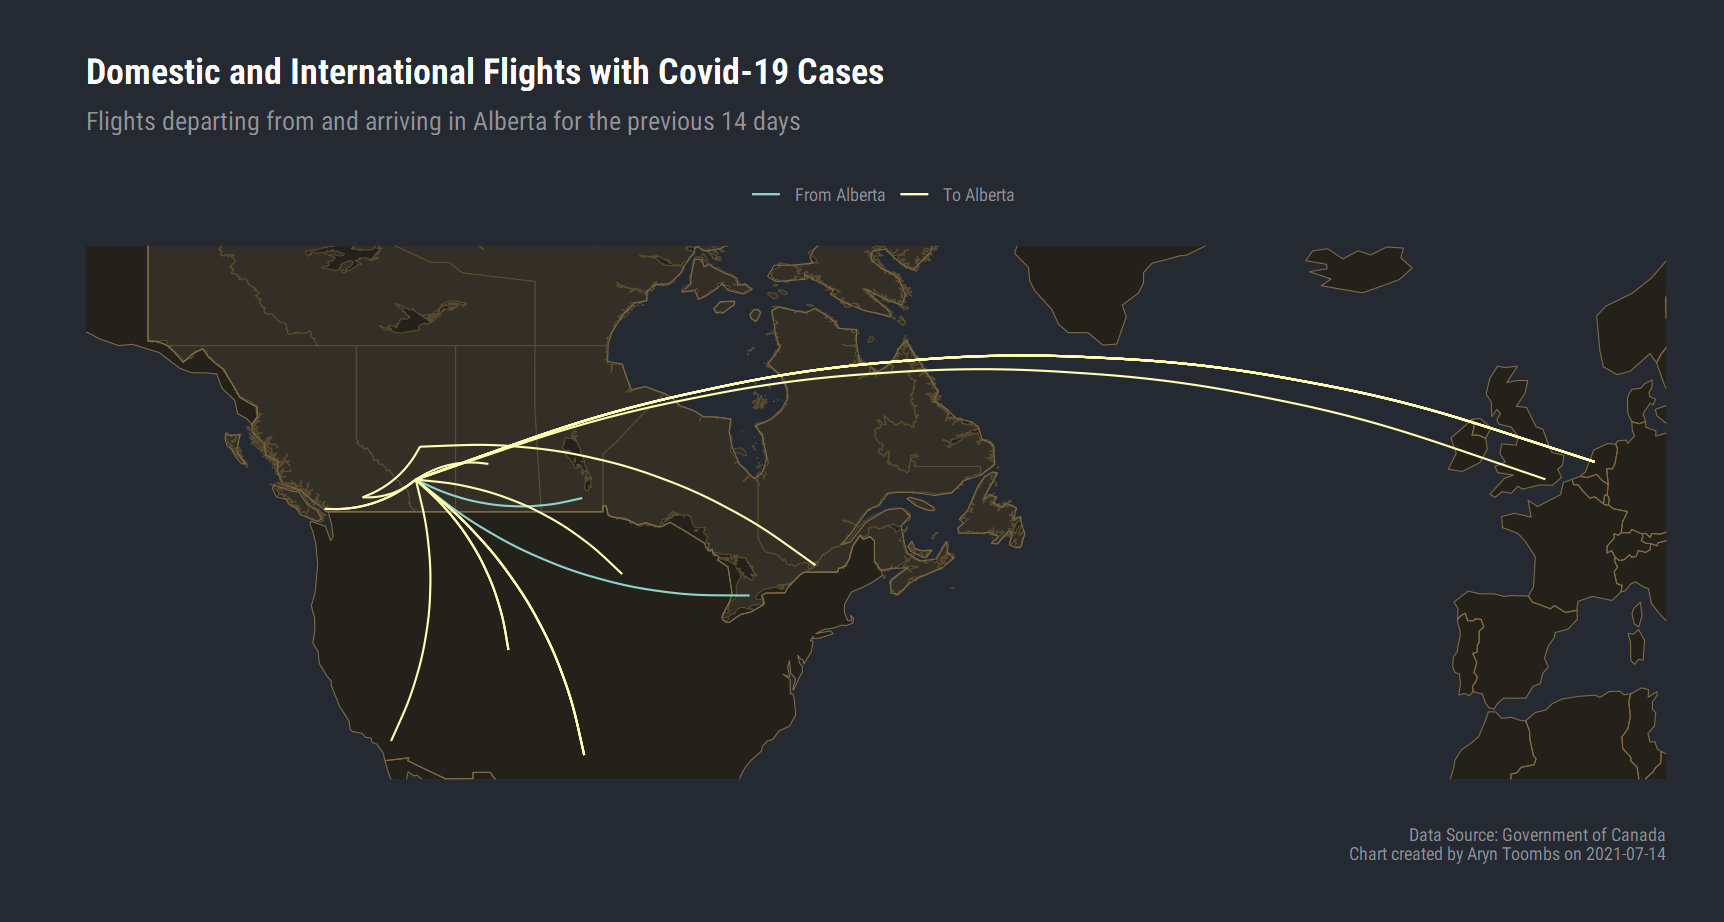 Domestic and International Flights with Covid-19 Cases
Flights departing from and arriving in Alberta for the previous 14 days
From Alberta To Alberta
Data Source: Government of Canada
Chart created by Aryn Toombs on 2021-07-14